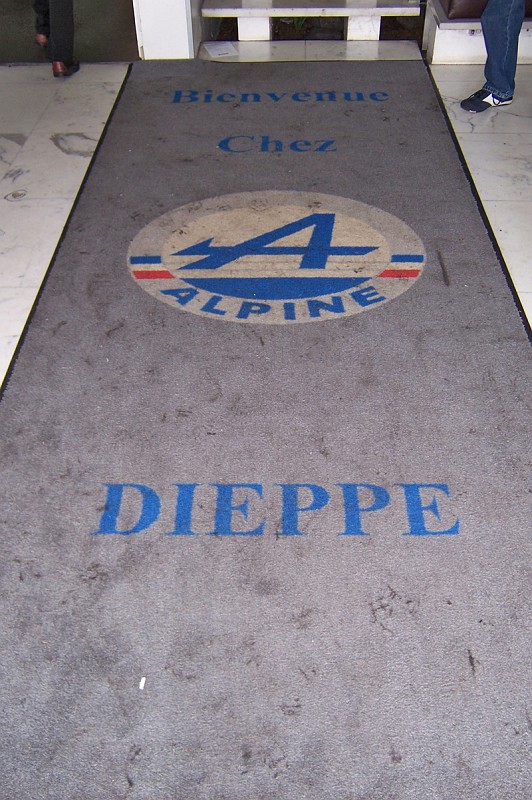 Bienvenue
Chez
A
ALPINE
DIEPPE